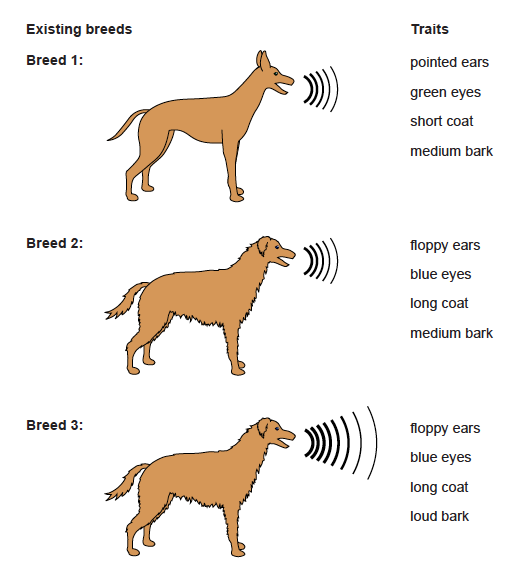 Existing breeds Traits
Breed 1: pointed ears
green eyes
short coat
medium bark
Breed 2: floppy ears
blue eyes
long coat
medium bark
Breed 3: floppy ears
blue eyes
long coat
loud bark